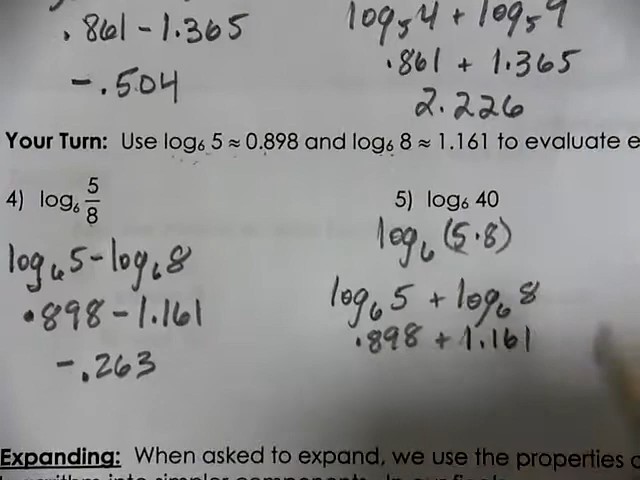 .861 - 1.365
-.504
log₅4 + log₅9
.861 + 1.365
2.226
Your Turn: Use log₆ 5 ≈ 0.898 and log₆ 8 ≈ 1.161 to evaluate
4) log₆ 5/8
log₆5 - log₆8
.898 - 1.161
-.263
5) log₆ 40
log₆(5·8)
log₆5 + log₆8
.898 + 1.161
Expanding: When asked to expand, we use the properties